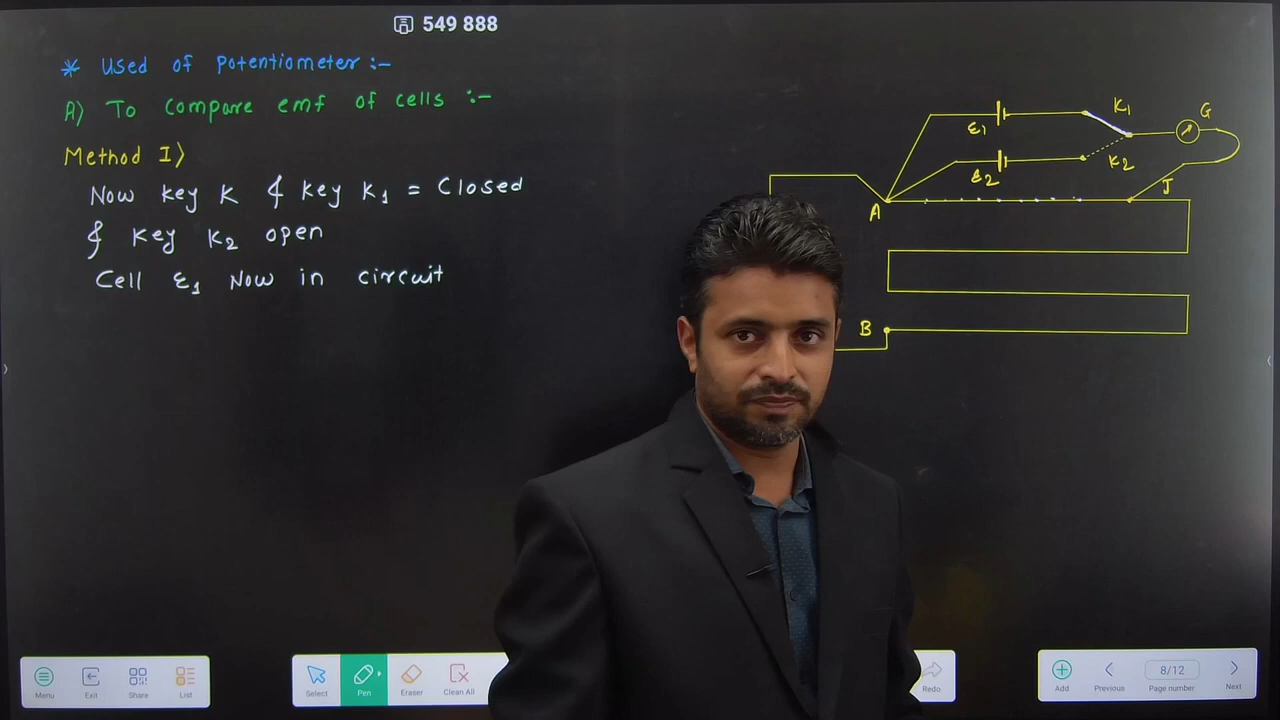 549 888
* Used of potentiometer :-
A) To compare emf of cells :-
Method I)
Now key K & key K₁ = Closed
& key K₂ open
Cell ε₁ Now in circuit
K₁
G
ε₁
K₂
ε₂
J
A
B
Menu
Exit
Share
List
Select
Pen
Eraser
Clean All
Redo
Add
Previous
8/12
Page number
Next